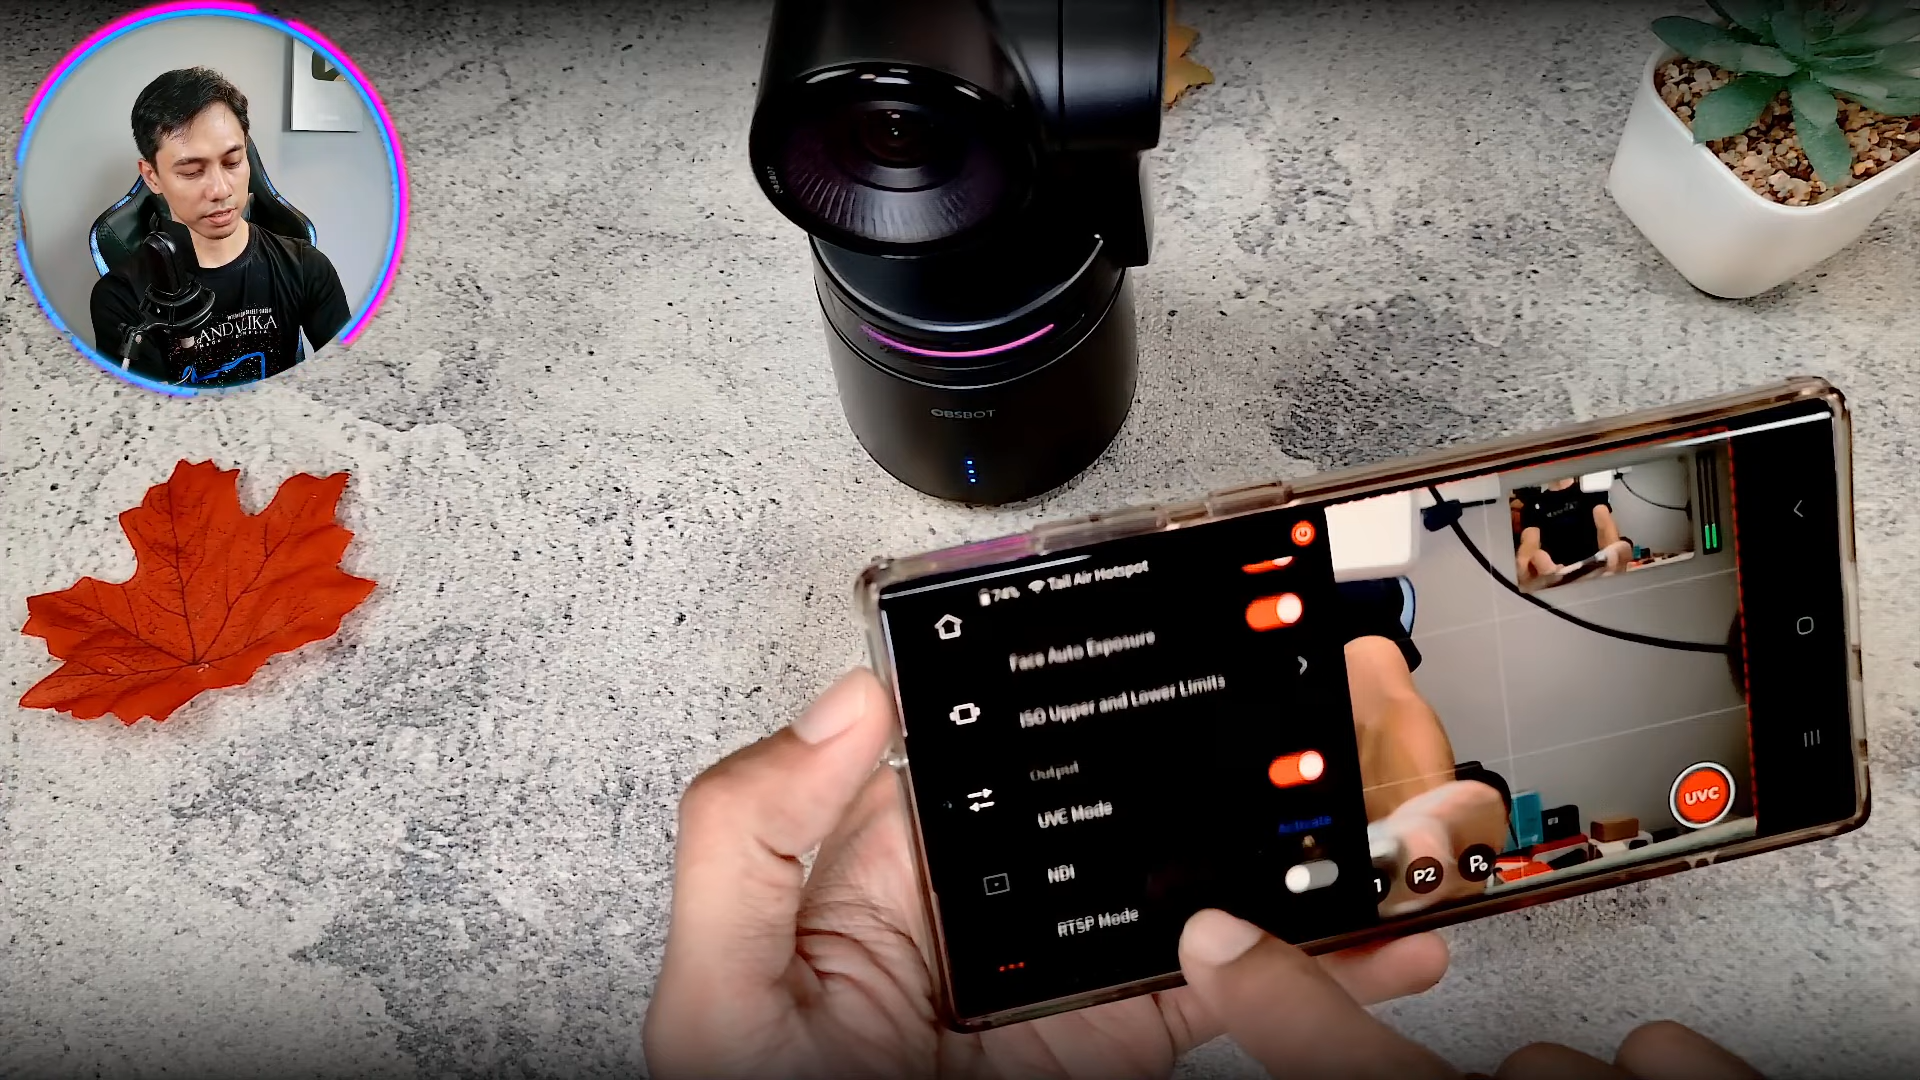 OBSBOT
74% Tail Air Hotspot
Face Auto Exposure
ISO Upper and Lower Limits
Output
UVC Mode
Activate
NDI
RTSP Mode
1
P2
UVC